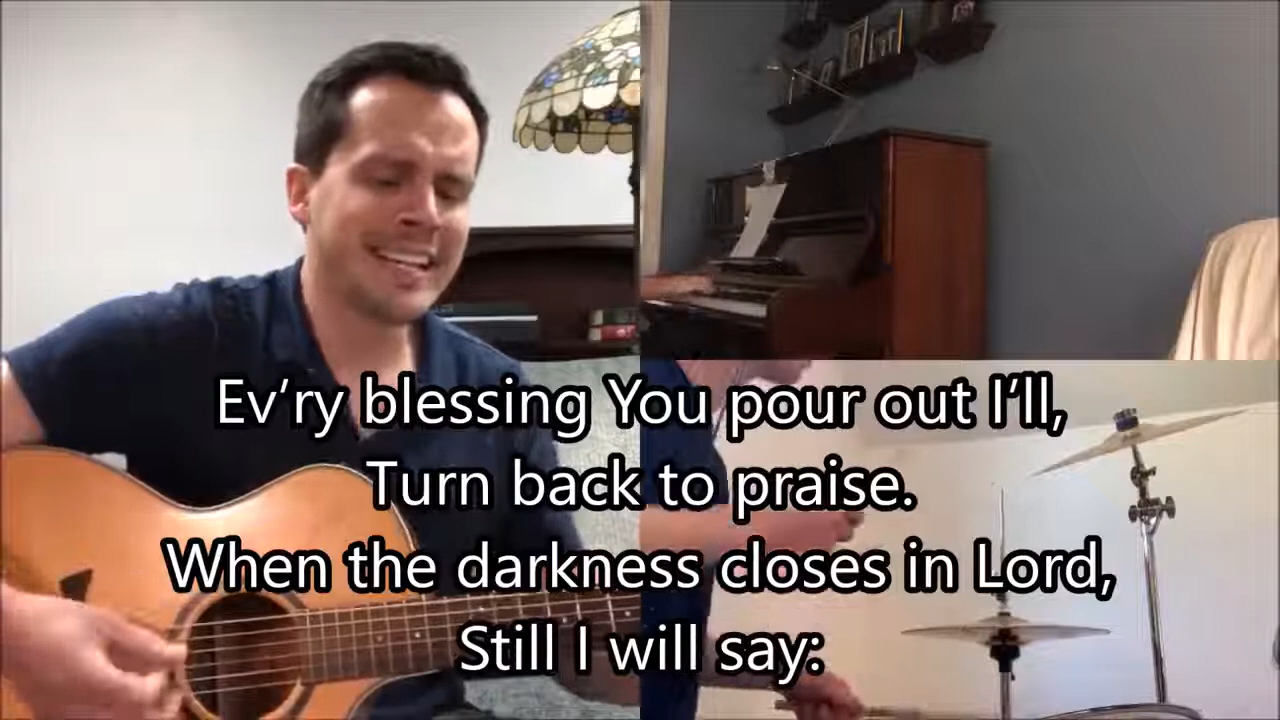 Ev’ry blessing You pour out I’ll,
Turn back to praise.
When the darkness closes in Lord,
Still I will say: